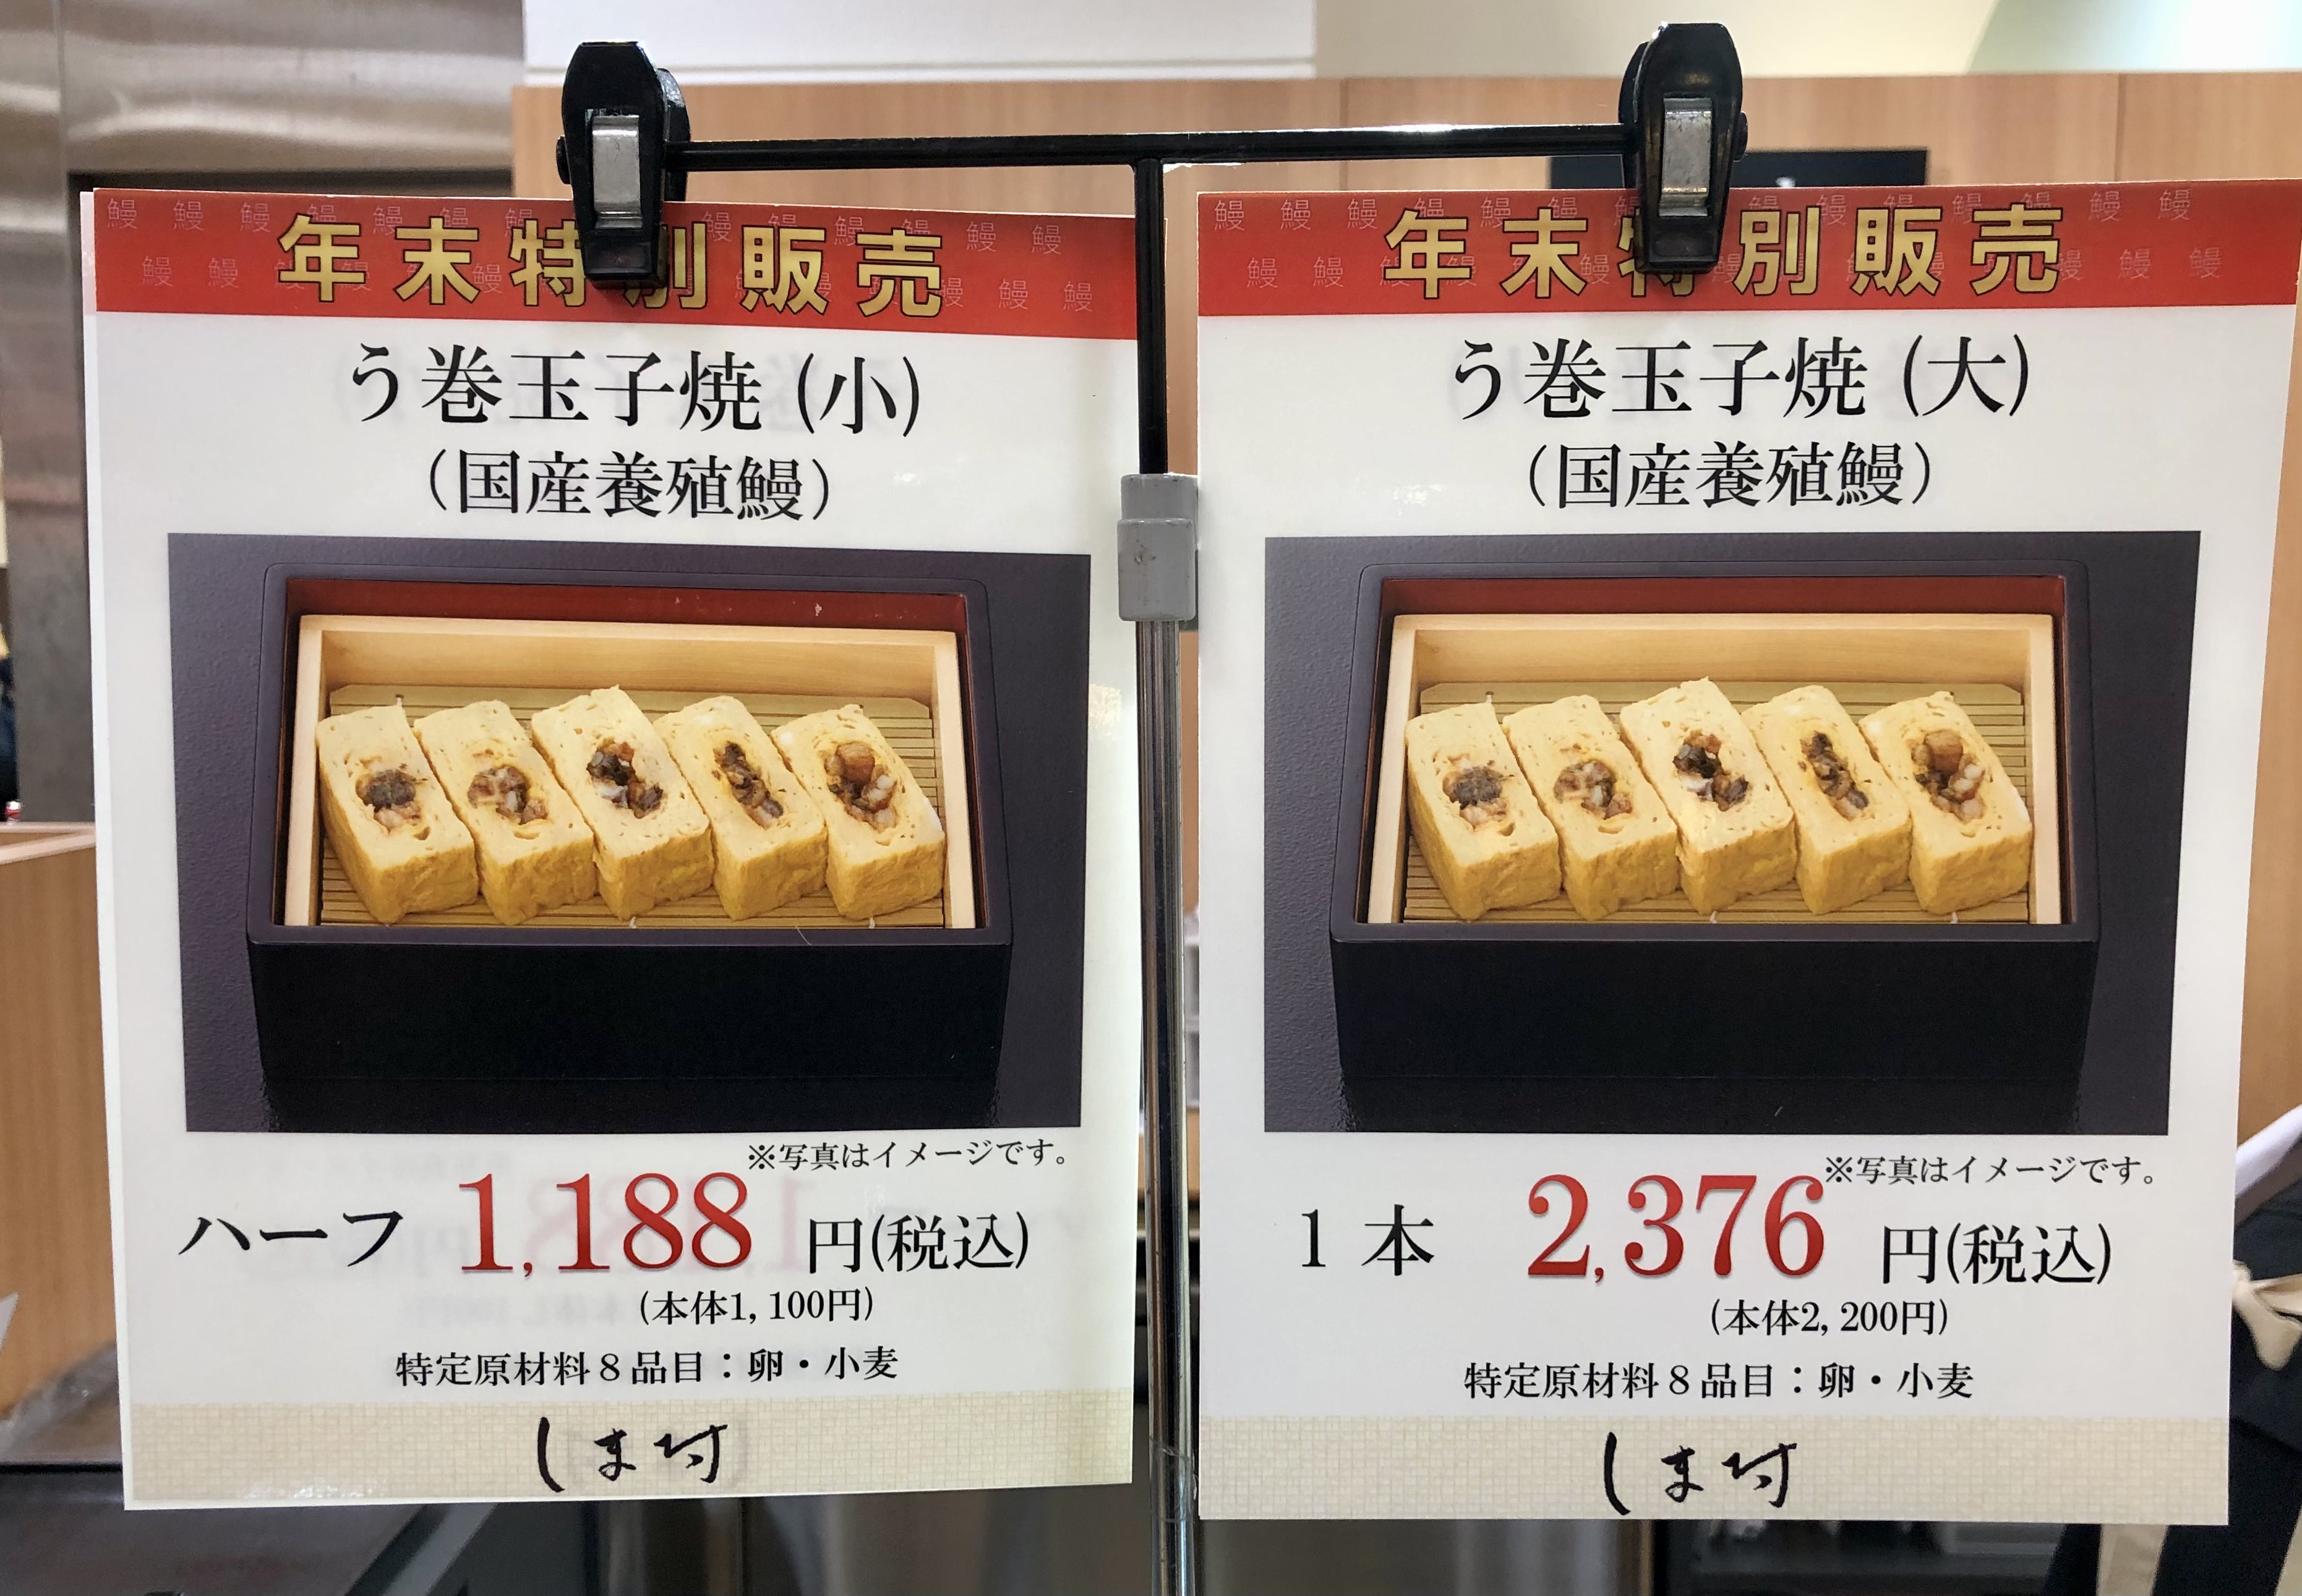 年末特別販売
う巻玉子焼 (小)
（国産養殖鰻）
※写真はイメージです。
ハーフ 1,188 円(税込)
(本体1,100円)
特定原材料８品目：卵・小麦
しま村
年末特別販売
う巻玉子焼 (大)
（国産養殖鰻）
※写真はイメージです。
１本 2,376 円(税込)
(本体2,200円)
特定原材料８品目：卵・小麦
しま村